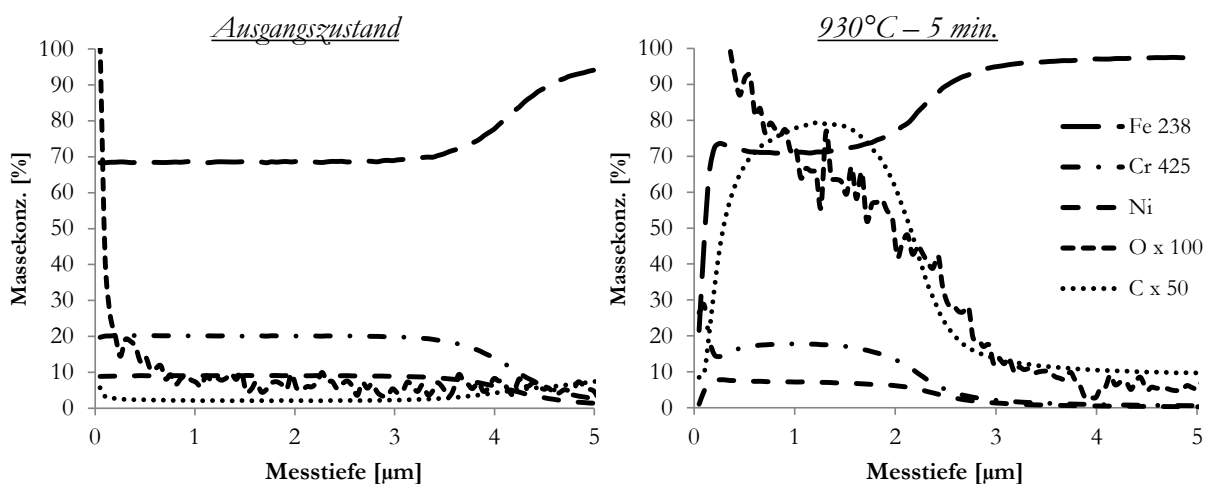 Ausgangszustand
100
90
80
70
60
50
40
30
20
10
0
Massekonz. [%]
0 1 2 3 4 5
Messtiefe [µm]
930°C – 5 min.
100
90
80
70
60
50
40
30
20
10
0
Massekonz. [%]
0 1 2 3 4 5
Messtiefe [µm]
Fe 238
Cr 425
Ni
O x 100
C x 50